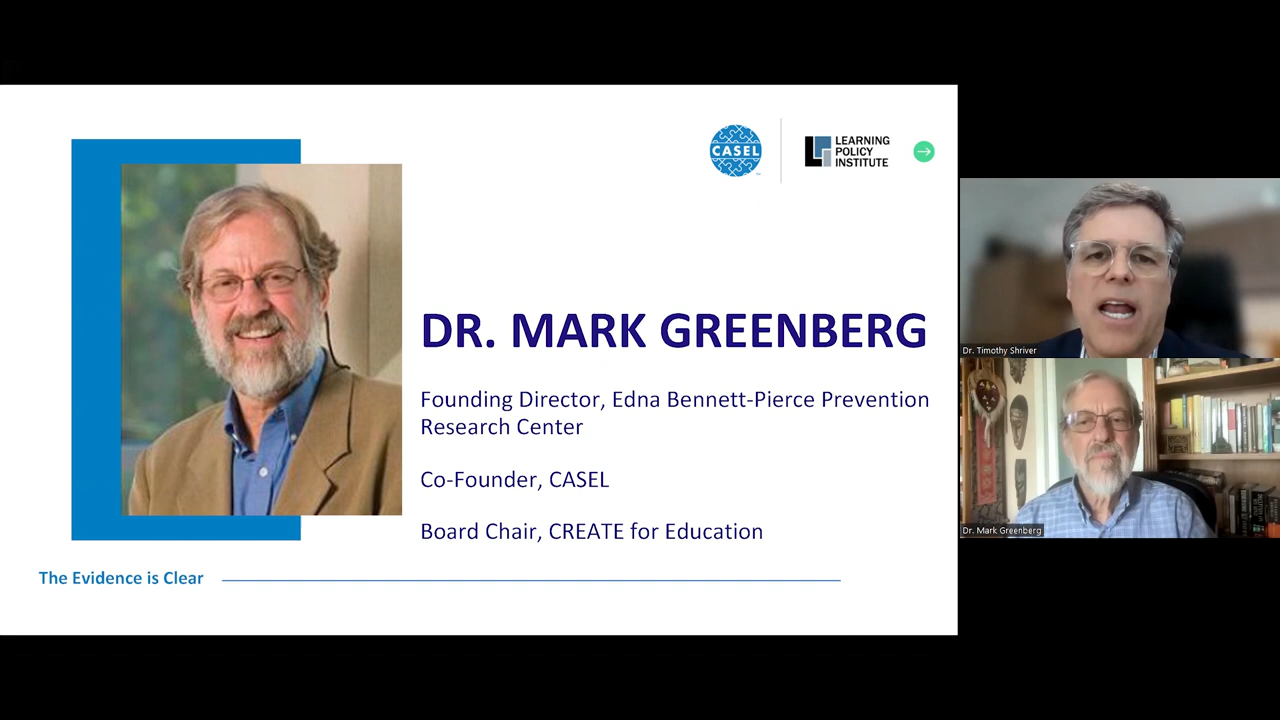 CASEL
LEARNING
POLICY
INSTITUTE
DR. MARK GREENBERG
Founding Director, Edna Bennett-Pierce Prevention
Research Center
Co-Founder, CASEL
Board Chair, CREATE for Education
The Evidence is Clear
Dr. Timothy Shriver
Dr. Mark Greenberg